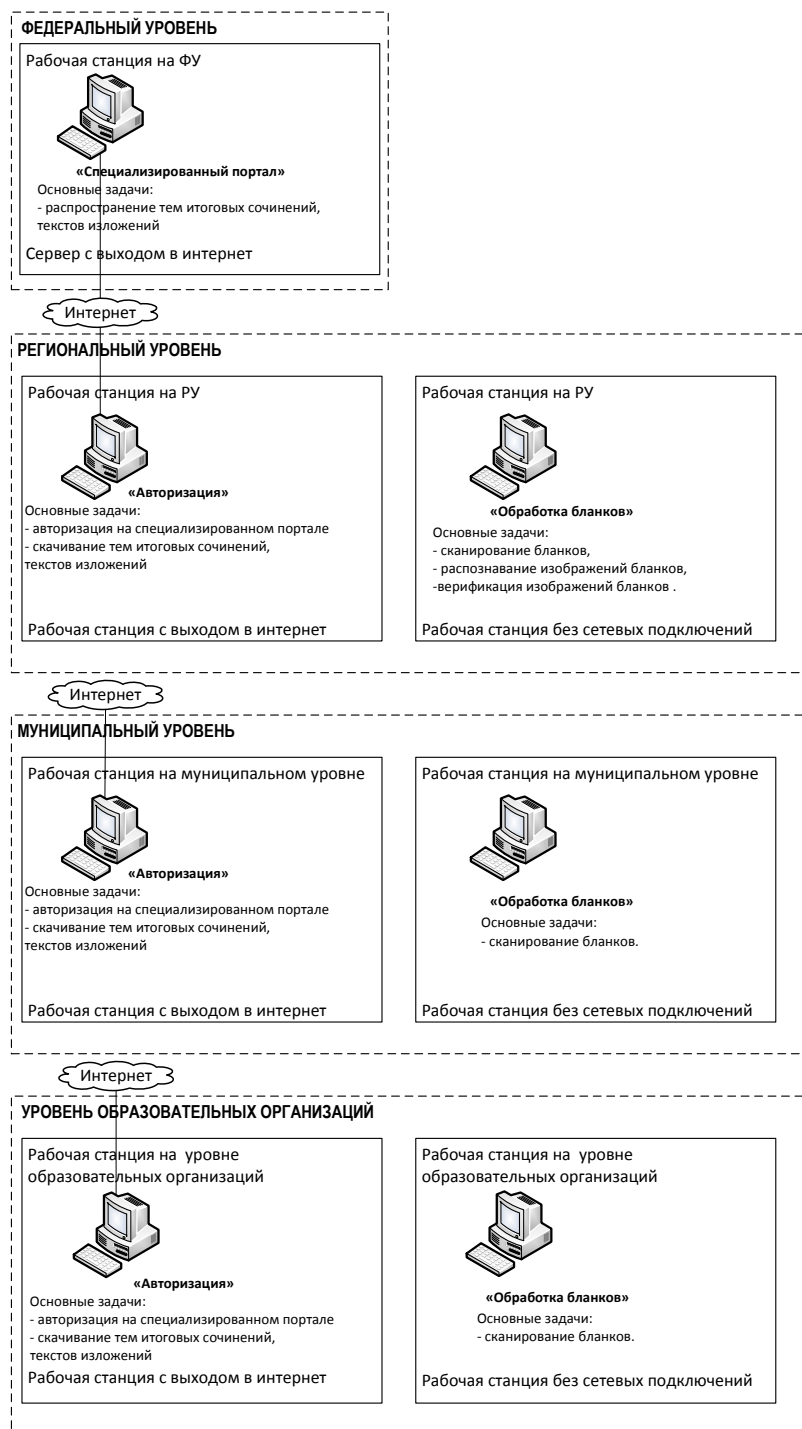 ФЕДЕРАЛЬНЫЙ УРОВЕНЬ
Рабочая станция на ФУ
«Специализированный портал»
Основные задачи:
- распространение тем итоговых сочинений,
текстов изложений
Сервер с выходом в интернет
Интернет
РЕГИОНАЛЬНЫЙ УРОВЕНЬ
Рабочая станция на РУ
«Авторизация»
Основные задачи:
- авторизация на специализированном портале
- скачивание тем итоговых сочинений,
текстов изложений
Рабочая станция с выходом в интернет
Рабочая станция на РУ
«Обработка бланков»
Основные задачи:
- сканирование бланков,
- распознавание изображений бланков,
-верификация изображений бланков .
Рабочая станция без сетевых подключений
Интернет
МУНИЦИПАЛЬНЫЙ УРОВЕНЬ
Рабочая станция на муниципальном уровне
«Авторизация»
Основные задачи:
- авторизация на специализированном портале
- скачивание тем итоговых сочинений,
текстов изложений
Рабочая станция с выходом в интернет
Рабочая станция на муниципальном уровне
«Обработка бланков»
Основные задачи:
- сканирование бланков.
Рабочая станция без сетевых подключений
Интернет
УРОВЕНЬ ОБРАЗОВАТЕЛЬНЫХ ОРГАНИЗАЦИЙ
Рабочая станция на уровне
образовательных организаций
«Авторизация»
Основные задачи:
- авторизация на специализированном портале
- скачивание тем итоговых сочинений,
текстов изложений
Рабочая станция с выходом в интернет
Рабочая станция на уровне
образовательных организаций
«Обработка бланков»
Основные задачи:
- сканирование бланков.
Рабочая станция без сетевых подключений